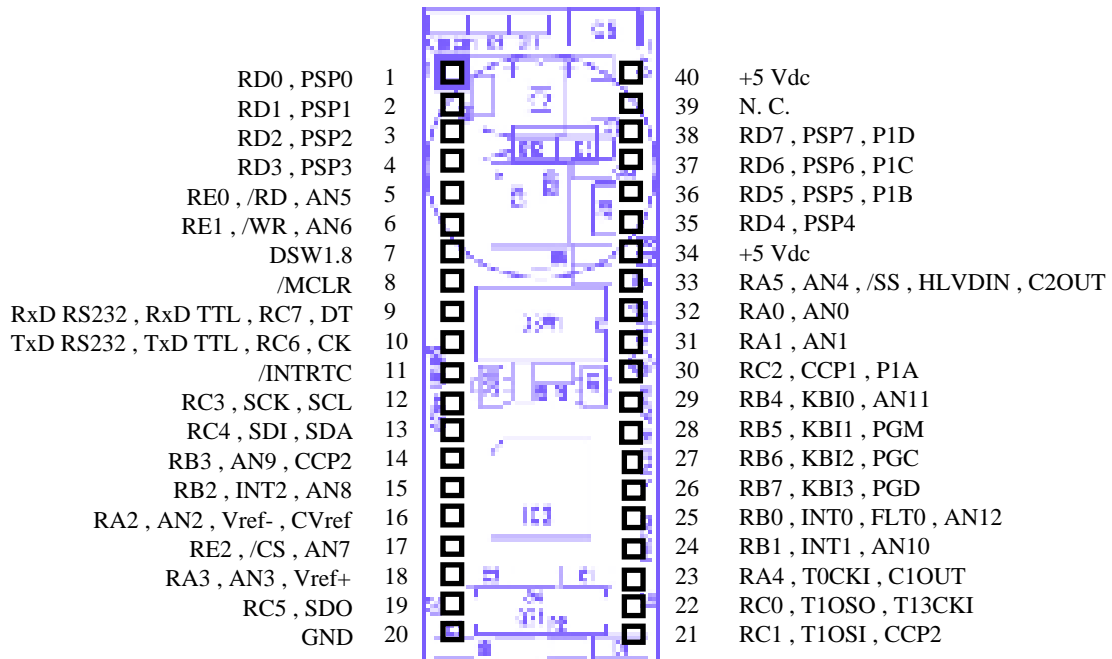 RD0 , PSP0 1
RD1 , PSP1 2
RD2 , PSP2 3
RD3 , PSP3 4
RE0 , /RD , AN5 5
RE1 , /WR , AN6 6
DSW1.8 7
/MCLR 8
RxD RS232 , RxD TTL , RC7 , DT 9
TxD RS232 , TxD TTL , RC6 , CK 10
/INTRTC 11
RC3 , SCK , SCL 12
RC4 , SDI , SDA 13
RB3 , AN9 , CCP2 14
RB2 , INT2 , AN8 15
RA2 , AN2 , Vref- , CVref 16
RE2 , /CS , AN7 17
RA3 , AN3 , Vref+ 18
RC5 , SDO 19
GND 20
40 +5 Vdc
39 N. C.
38 RD7 , PSP7 , P1D
37 RD6 , PSP6 , P1C
36 RD5 , PSP5 , P1B
35 RD4 , PSP4
34 +5 Vdc
33 RA5 , AN4 , /SS , HLVDIN , C2OUT
32 RA0 , AN0
31 RA1 , AN1
30 RC2 , CCP1 , P1A
29 RB4 , KBI0 , AN11
28 RB5 , KBI1 , PGM
27 RB6 , KBI2 , PGC
26 RB7 , KBI3 , PGD
25 RB0 , INT0 , FLT0 , AN12
24 RB1 , INT1 , AN10
23 RA4 , T0CKI , C1OUT
22 RC0 , T1OSO , T13CKI
21 RC1 , T1OSI , CCP2